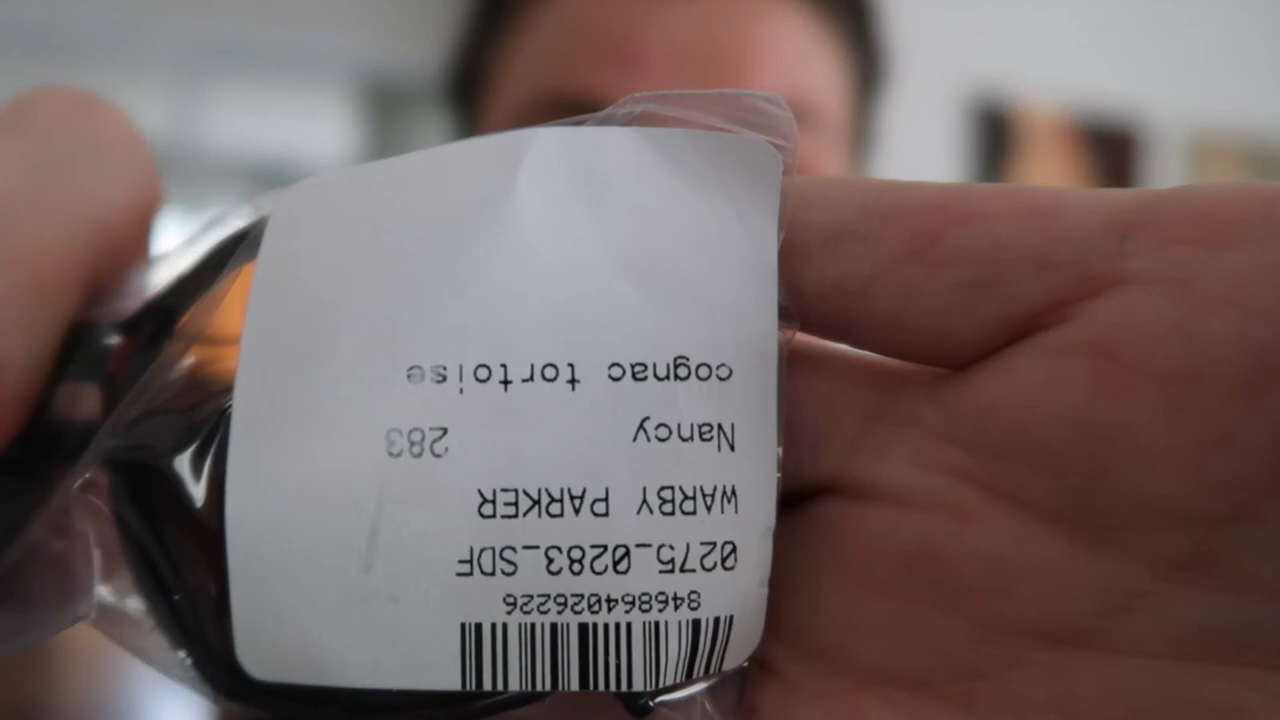 846864026226
0275_0283_SDF
WARBY PARKER
Nancy 283
cognac tortoise